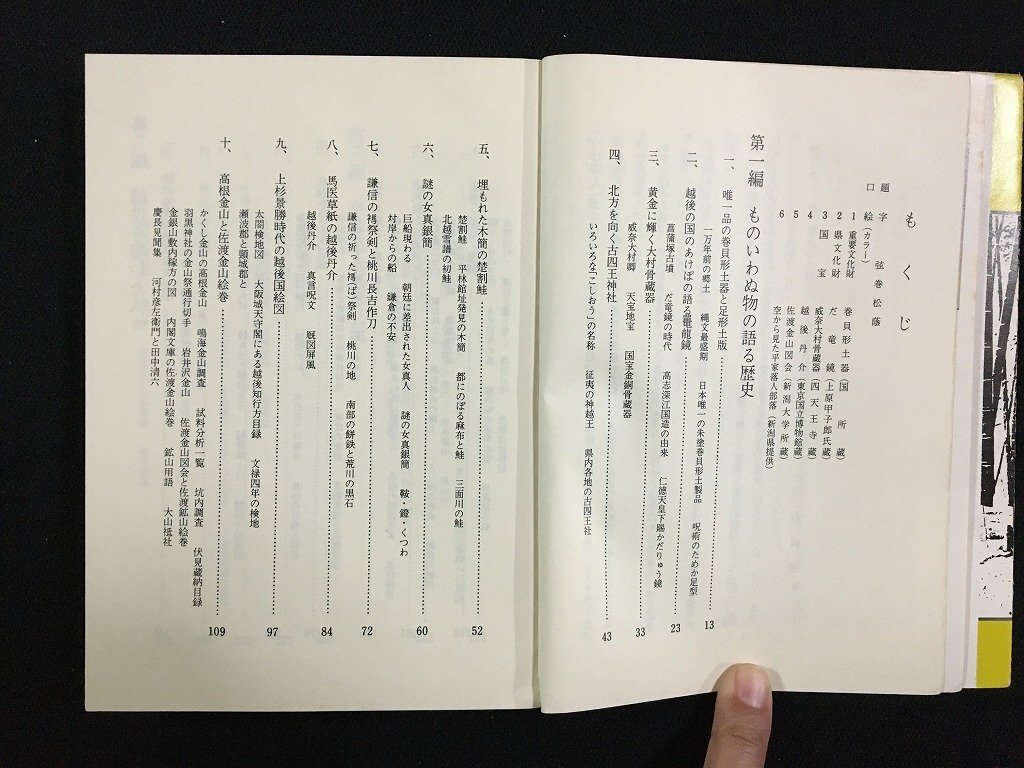 もくじ
題字 弦巻松蔭
口絵（カラー）
1 重要文化財 巻貝形土器（国所蔵）
2 県文化財 だ竜鏡（上原甲子郎氏蔵）
3 国宝 威奈大村骨蔵器（四天王寺蔵）
4 越後丹介（東京国立博物館蔵）
5 佐渡金山図会（新潟大学所蔵）
6 空から見た平家落人部落（新潟県提供）
第一編 ものいわぬ物の語る歴史
一、唯一品の巻貝形土器と足形土版 13
一万年前の郷土 縄文最盛期 日本唯一の朱塗巻貝形土製品 呪術のためか足型
二、越後の国のあけぼの語る鼉龍鏡 23
菖蒲塚古墳 だ竜鏡の時代 高志深江国造の由来 仁徳天皇下賜かだりゅう鏡
三、黄金に輝く大村骨蔵器 33
威奈大村卿 天宝地宝 国宝金銅骨蔵器
四、北方を向く古四王神社 43
いろいろな「こしおう」の名称 征夷の神越王 県内各地の古四王社
五、埋もれた木簡の楚割鮭 52
楚割鮭 平林館址発見の木簡 都にのぼる麻布と鮭 三面川の鮭
北越雪譜の初鮭
六、謎の女真銀簡 60
巨船現わる 朝廷に差出された女真人 謎の女真銀簡 鞍・鐙・くつわ
対岸からの船 鎌倉の不安
七、謙信の禡祭剣と桃川長吉作刀 72
謙信の祈った禡（ば）祭剣 桃川の地 南部の餅鉄と荒川の黒石
八、馬医草紙の越後丹介 84
越後丹介 真言呪文 厩図屏風
九、上杉景勝時代の越後国絵図 97
太閤検地図 大阪城天守閣にある越後知行方目録 文禄四年の検地
瀬波郡と頸城郡と
十、高根金山と佐渡金山絵巻 109
かくし金山の高根金山 鳴海金山調査 試料分析一覧 坑内調査 伏見蔵納目録
羽黒神社の金山祭通行切手 岩井沢金山 佐渡金山図会と佐渡鉱山絵巻
金銀山敷内稼方の図 内閣文庫の佐渡金山絵巻 鉱山用語 大山祇社
慶長見聞集 河村彦左衛門と田中清六